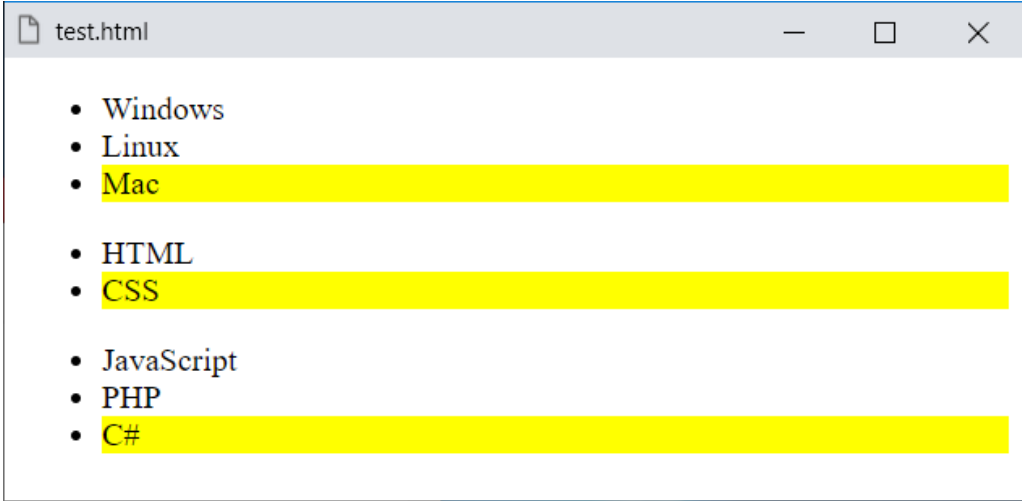 test.html
Windows
Linux
Mac
HTML
CSS
JavaScript
PHP
C#